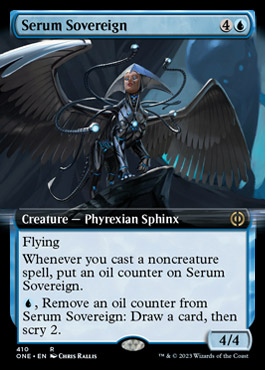 Serum Sovereign 4
Creature — Phyrexian Sphinx
Flying
Whenever you cast a noncreature
spell, put an oil counter on Serum
Sovereign.
, Remove an oil counter from
Serum Sovereign: Draw a card, then
scry 2.
4/4
410 R
ONE • EN Chris Rallis ™ & © 2023 Wizards of the Coast